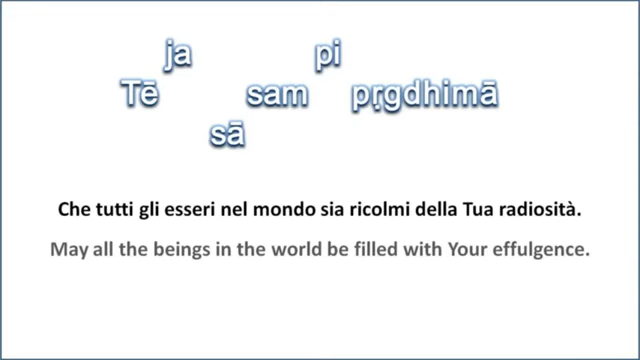 ja pi
Tē sam pṛgdhimā
sā
Che tutti gli esseri nel mondo sia ricolmi della Tua radiosità.
May all the beings in the world be filled with Your effulgence.